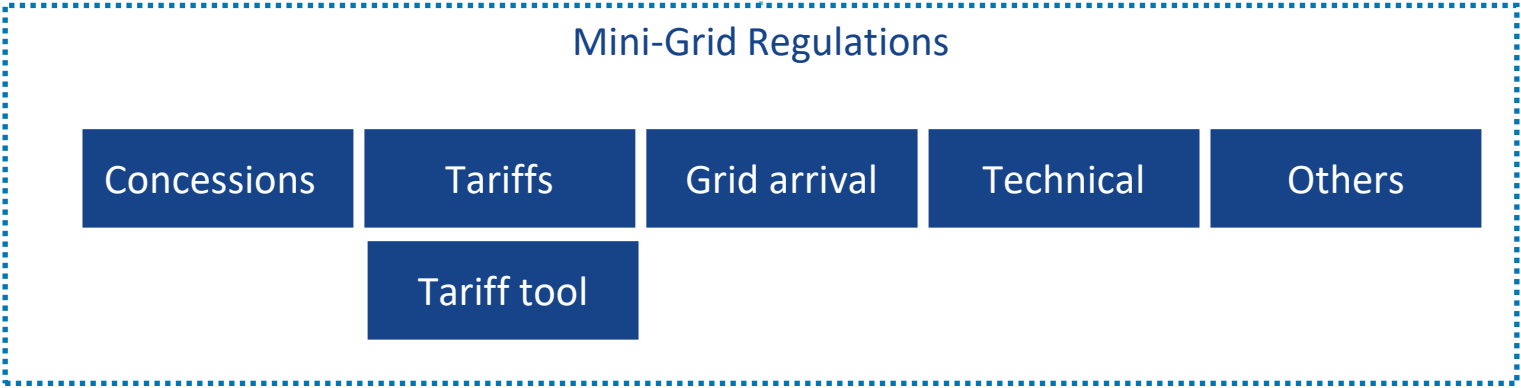 Mini-Grid Regulations
Concessions
Tariffs
Grid arrival
Technical
Others
Tariff tool